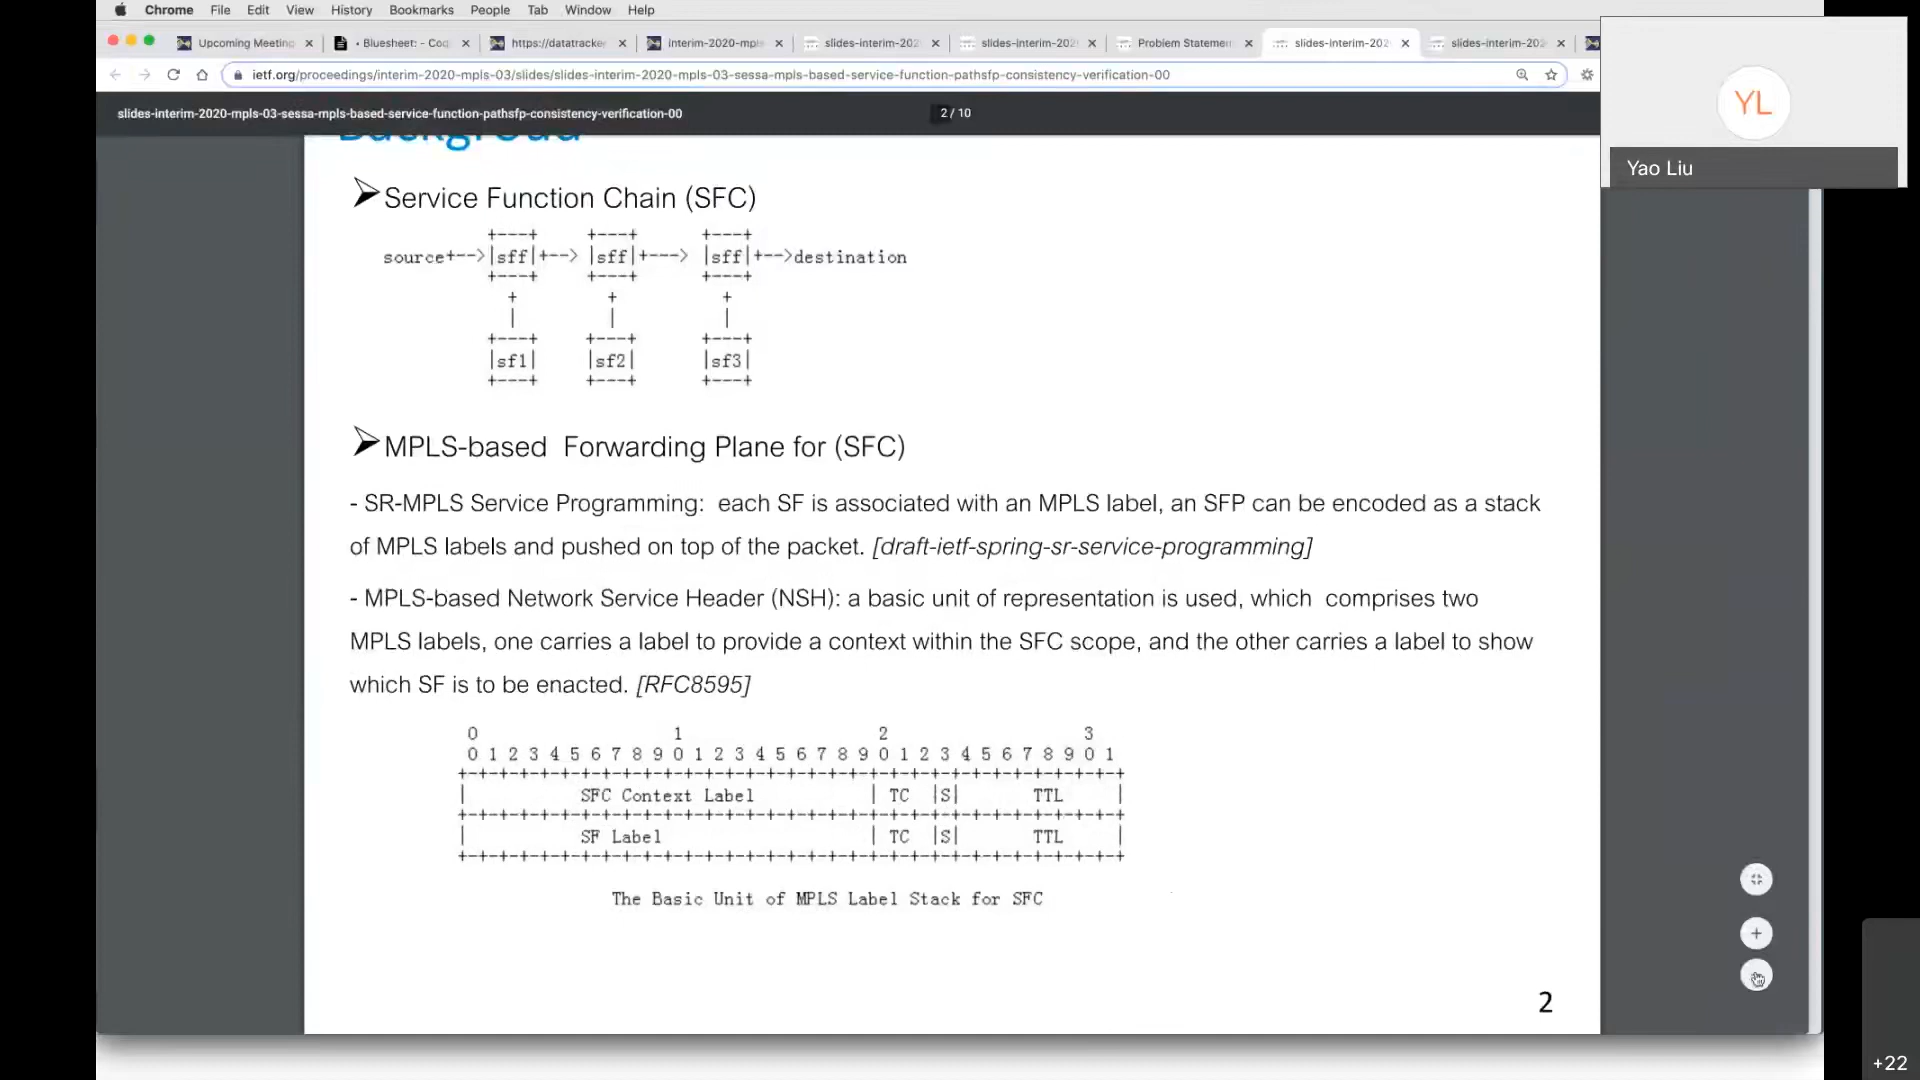 Chrome File Edit View History Bookmarks People Tab Window Help
Upcoming Meeting × • Bluesheet: - Cod × https://datatracker × interim-2020-mpls × slides-interim-202 × slides-interim-202 × Problem Statemen × slides-interim-202 × slides-interim-202 ×
ietf.org/proceedings/interim-2020-mpls-03/slides/slides-interim-2020-mpls-03-sessa-mpls-based-service-function-pathsfp-consistency-verification-00
slides-interim-2020-mpls-03-sessa-mpls-based-service-function-pathsfp-consistency-verification-00 2 / 10
YL
Yao Liu
➢Service Function Chain (SFC)
+---+ +---+ +---+
source+-->|sff|+--> |sff|+---> |sff|+-->destination
+---+ +---+ +---+
+ + +
| | |
+---+ +---+ +---+
|sf1| |sf2| |sf3|
+---+ +---+ +---+
➢MPLS-based Forwarding Plane for (SFC)
- SR-MPLS Service Programming: each SF is associated with an MPLS label, an SFP can be encoded as a stack
of MPLS labels and pushed on top of the packet. [draft-ietf-spring-sr-service-programming]
- MPLS-based Network Service Header (NSH): a basic unit of representation is used, which comprises two
MPLS labels, one carries a label to provide a context within the SFC scope, and the other carries a label to show
which SF is to be enacted. [RFC8595]
0 1 2 3
0 1 2 3 4 5 6 7 8 9 0 1 2 3 4 5 6 7 8 9 0 1 2 3 4 5 6 7 8 9 0 1
+-+-+-+-+-+-+-+-+-+-+-+-+-+-+-+-+-+-+-+-+-+-+-+-+-+-+-+-+-+-+-+-+
| SFC Context Label | TC |S| TTL |
+-+-+-+-+-+-+-+-+-+-+-+-+-+-+-+-+-+-+-+-+-+-+-+-+-+-+-+-+-+-+-+-+
| SF Label | TC |S| TTL |
+-+-+-+-+-+-+-+-+-+-+-+-+-+-+-+-+-+-+-+-+-+-+-+-+-+-+-+-+-+-+-+-+
The Basic Unit of MPLS Label Stack for SFC
2
+22